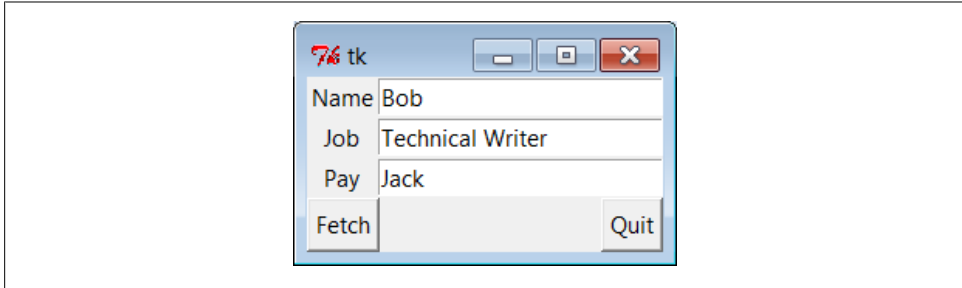 tk
Name Bob
Job Technical Writer
Pay Jack
Fetch Quit